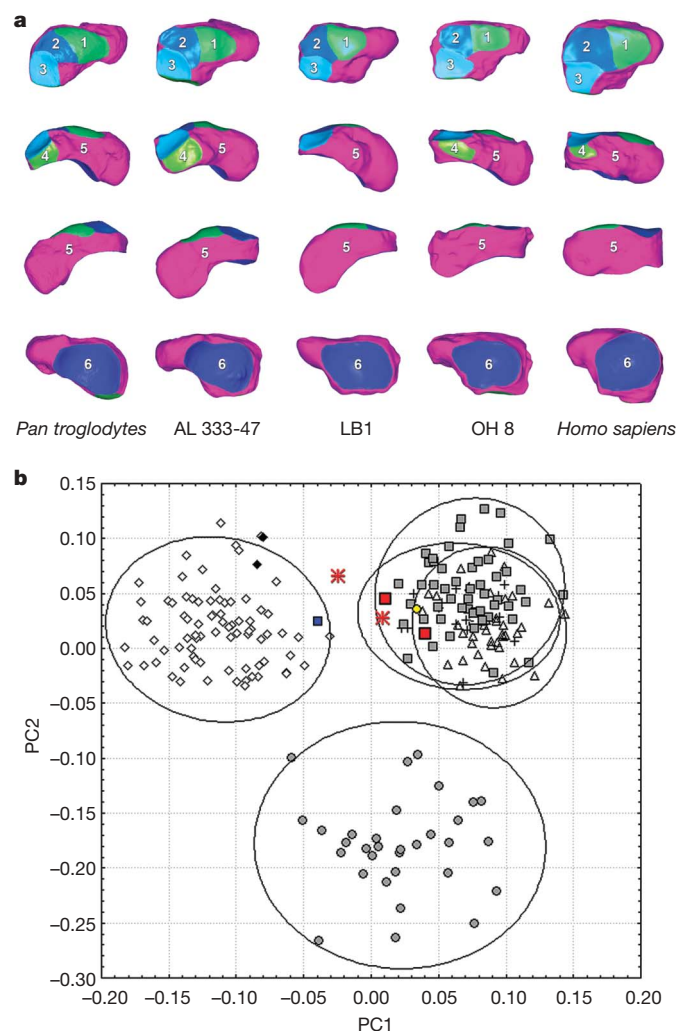 a
2 1 2 1 2 1 2 1 2 1
3 3 3 3 3
4 5 4 5 5 4 5 4 5
5 5 5 5 5
6 6 6 6 6
Pan troglodytes AL 333-47 LB1 OH 8 Homo sapiens
b
0.15
0.10
0.05
0.00
−0.05
−0.10
−0.15
−0.20
−0.25
−0.30
PC2
−0.20 −0.15 −0.10 −0.05 0.00 0.05 0.10 0.15 0.20
PC1